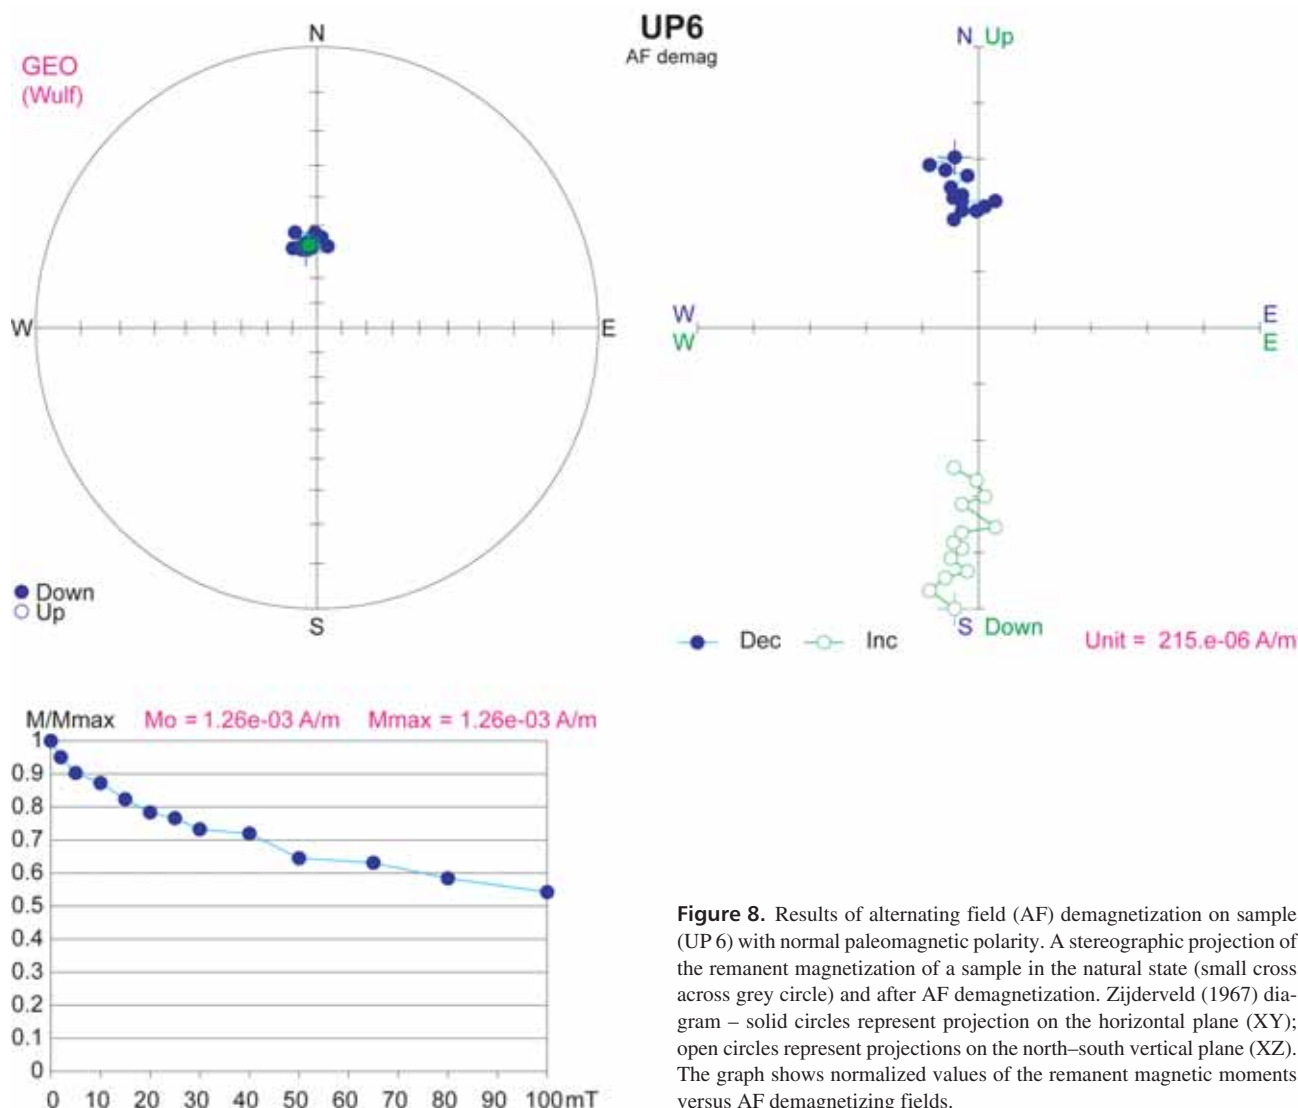 UP6
AF demag
GEO
(Wulf)
N
W
E
S
Down
Up
N Up
W
W
E
E
S Down
Dec
Inc
Unit = 215.e-06 A/m
M/Mmax Mo = 1.26e-03 A/m Mmax = 1.26e-03 A/m
1
0.9
0.8
0.7
0.6
0.5
0.4
0.3
0.2
0.1
0
0 10 20 30 40 50 60 70 80 90 100mT
Figure 8. Results of alternating field (AF) demagnetization on sample
(UP 6) with normal paleomagnetic polarity. A stereographic projection of
the remanent magnetization of a sample in the natural state (small cross
across grey circle) and after AF demagnetization. Zijderveld (1967) dia-
gram – solid circles represent projection on the horizontal plane (XY);
open circles represent projections on the north–south vertical plane (XZ).
The graph shows normalized values of the remanent magnetic moments
versus AF demagnetizing fields.